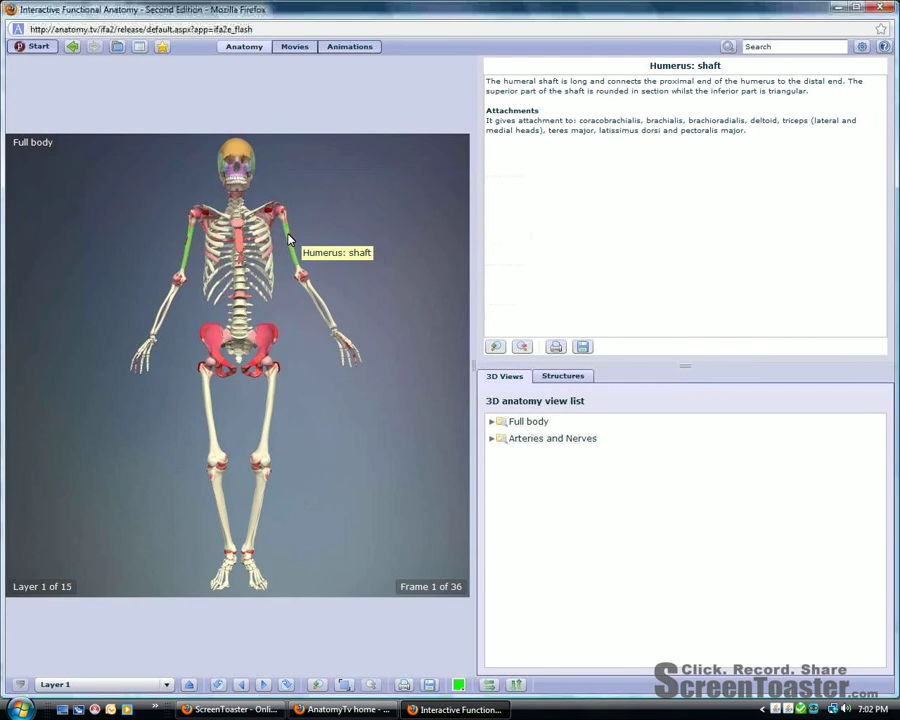 Interactive Functional Anatomy - Second Edition - Mozilla Firefox
http://anatomy.tv/ifa2/release/default.aspx?app=ifa2e_flash
Start
Anatomy
Movies
Animations
Search
Full body
Humerus: shaft
Layer 1 of 15
Frame 1 of 36
Humerus: shaft
The humeral shaft is long and connects the proximal end of the humerus to the distal end. The
superior part of the shaft is rounded in section whilst the inferior part is triangular.
Attachments
It gives attachment to: coracobrachialis, brachialis, brachioradialis, deltoid, triceps (lateral and
medial heads), teres major, latissimus dorsi and pectoralis major.
3D Views
Structures
3D anatomy view list
Full body
Arteries and Nerves
Click. Record. Share
ScreenToaster.com
Layer 1
ScreenToaster - Onli...
AnatomyTv home - ...
Interactive Function...
7:02 PM